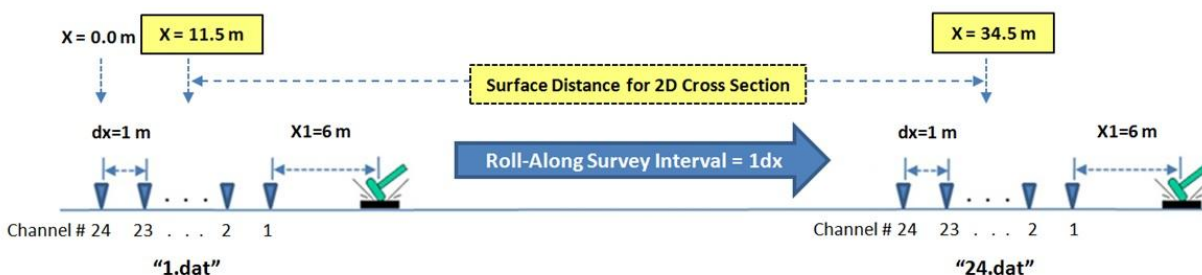 X = 0.0 m
X = 11.5 m
X = 34.5 m
Surface Distance for 2D Cross Section
dx=1 m
X1=6 m
Roll-Along Survey Interval = 1dx
dx=1 m
X1=6 m
. . .
. . .
Channel # 24 23 . . . 2 1
Channel # 24 23 . . . 2 1
“1.dat”
“24.dat”